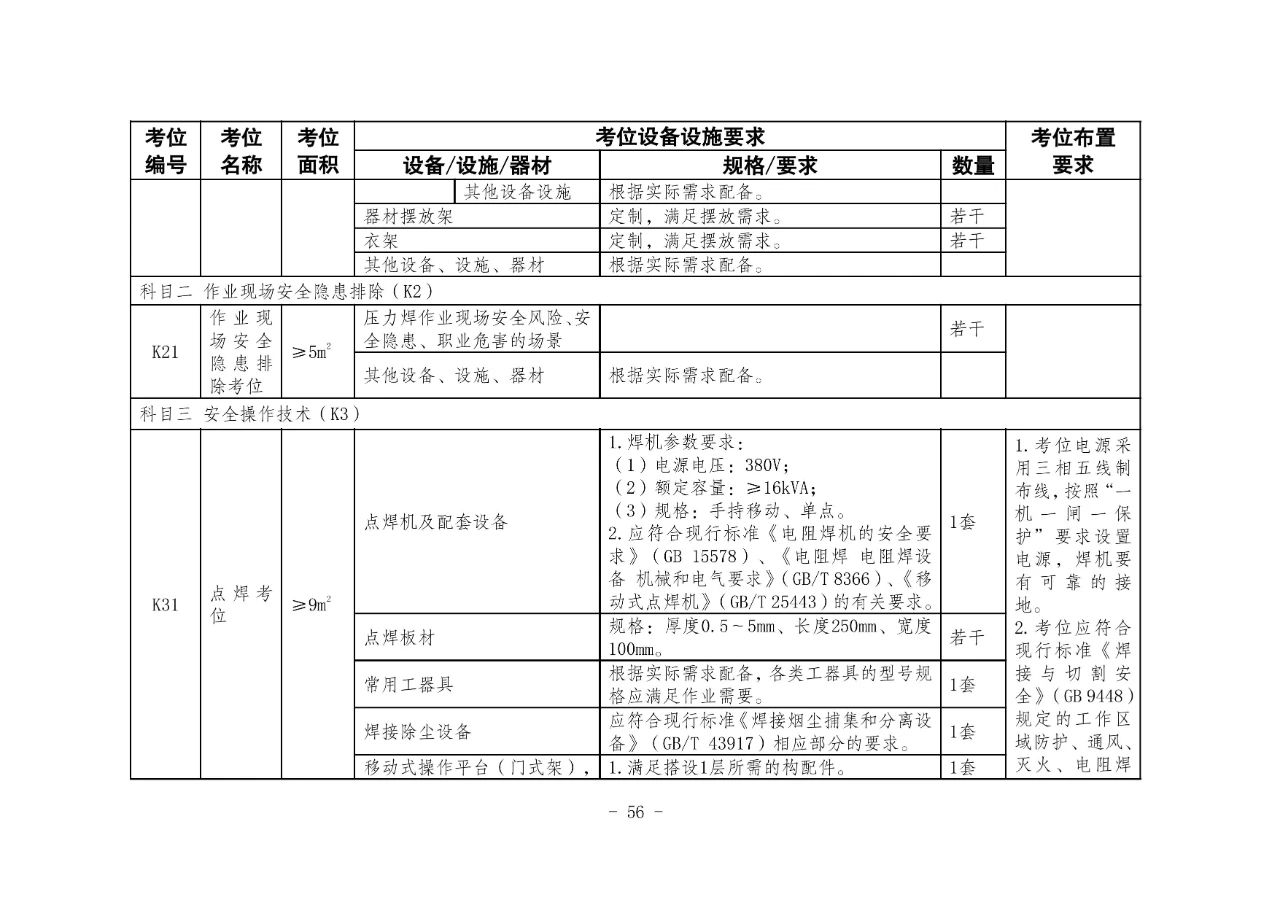 考位编号 考位名称 考位面积 考位设备设施要求 考位布置要求
设备/设施/器材 规格/要求 数量
其他设备设施 根据实际需求配备。
器材摆放架 定制，满足摆放需求。 若干
衣架 定制，满足摆放需求。 若干
其他设备、设施、器材 根据实际需求配备。
科目二 作业现场安全隐患排除（K2）
K21
作业现
场安全
隐患排
除考位
≥5m²
压力焊作业现场安全风险、安
全隐患、职业危害的场景
若干
其他设备、设施、器材 根据实际需求配备。
科目三 安全操作技术（K3）
K31
点焊考
位
≥9m²
点焊机及配套设备
1.焊机参数要求：
（1）电源电压：380V；
（2）额定容量：≥16kVA；
（3）规格：手持移动、单点。
2.应符合现行标准《电阻焊机的安全要
求》（GB 15578）、《电阻焊 电阻焊设
备 机械和电气要求》（GB/T 8366）、《移
动式点焊机》（GB/T 25443）的有关要求。
1套
点焊板材
规格：厚度0.5～5mm、长度250mm、宽度
100mm。
若干
常用工器具
根据实际需求配备，各类工器具的型号规
格应满足作业需要。
1套
焊接除尘设备
应符合现行标准《焊接烟尘捕集和分离设
备》（GB/T 43917）相应部分的要求。
1套
移动式操作平台（门式架）， 1.满足搭设1层所需的构配件。 1套
1.考位电源采
用三相五线制
布线，按照“一
机一闸一保
护”要求设置
电源，焊机要
有可靠的接
地。
2.考位应符合
现行标准《焊
接与切割安
全》（GB 9448）
规定的工作区
域防护、通风、
灭火、电阻焊
- 56 -